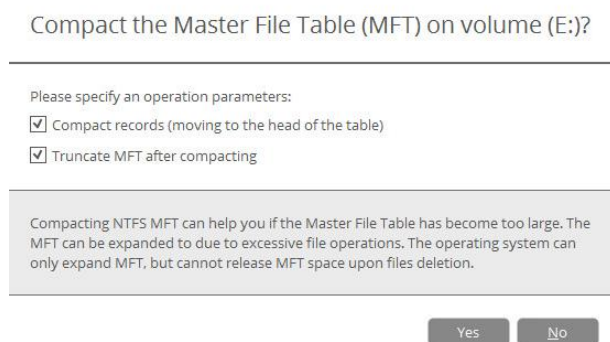 Compact the Master File Table (MFT) on volume (E:)?
Please specify an operation parameters:
Compact records (moving to the head of the table)
Truncate MFT after compacting
Compacting NTFS MFT can help you if the Master File Table has become too large. The
MFT can be expanded to due to excessive file operations. The operating system can
only expand MFT, but cannot release MFT space upon files deletion.
Yes No